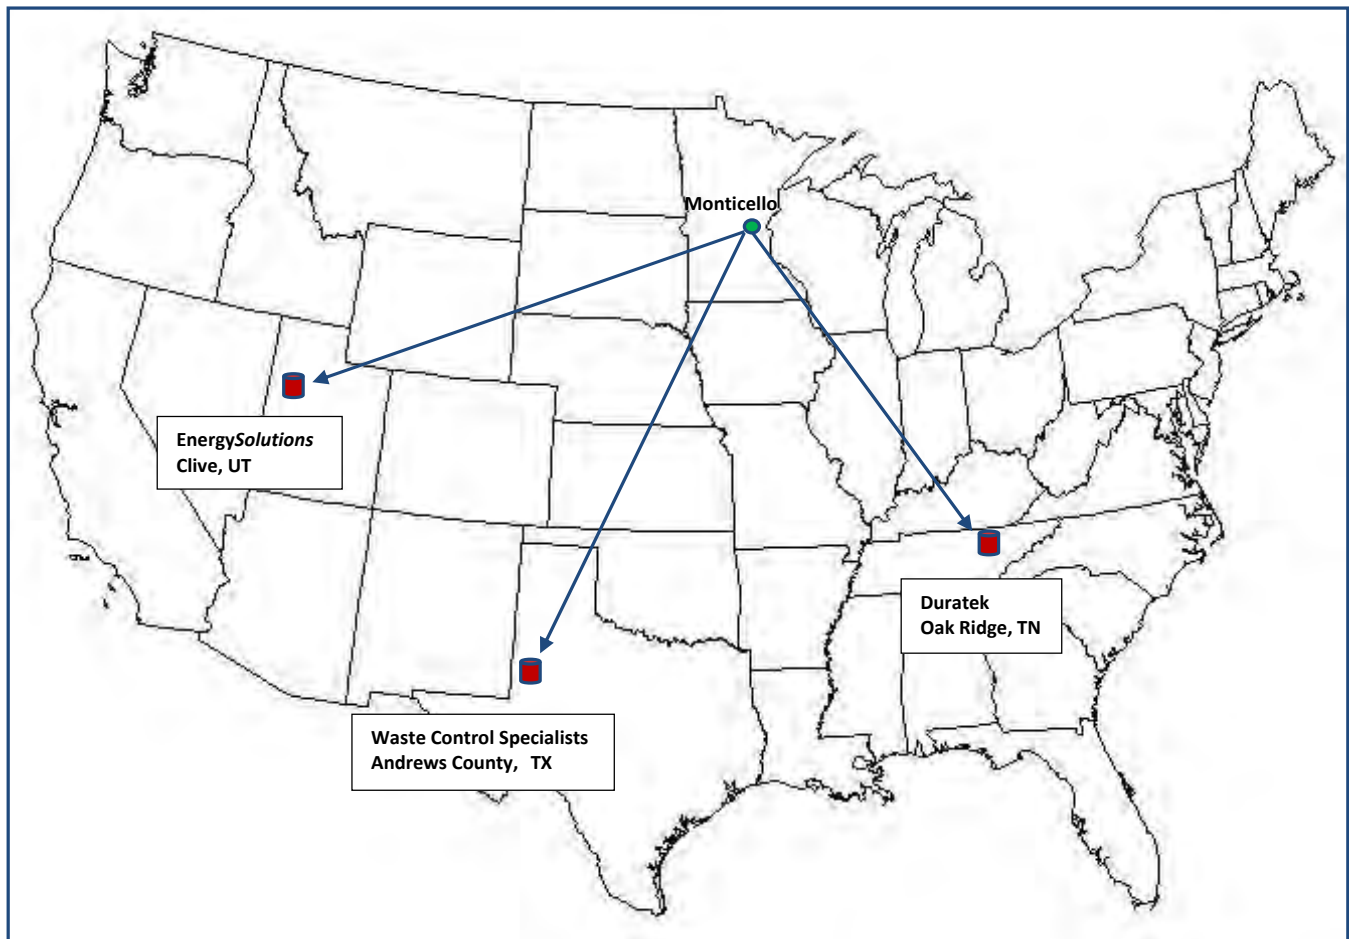 Monticello
EnergySolutions
Clive, UT
Duratek
Oak Ridge, TN
Waste Control Specialists
Andrews County, TX